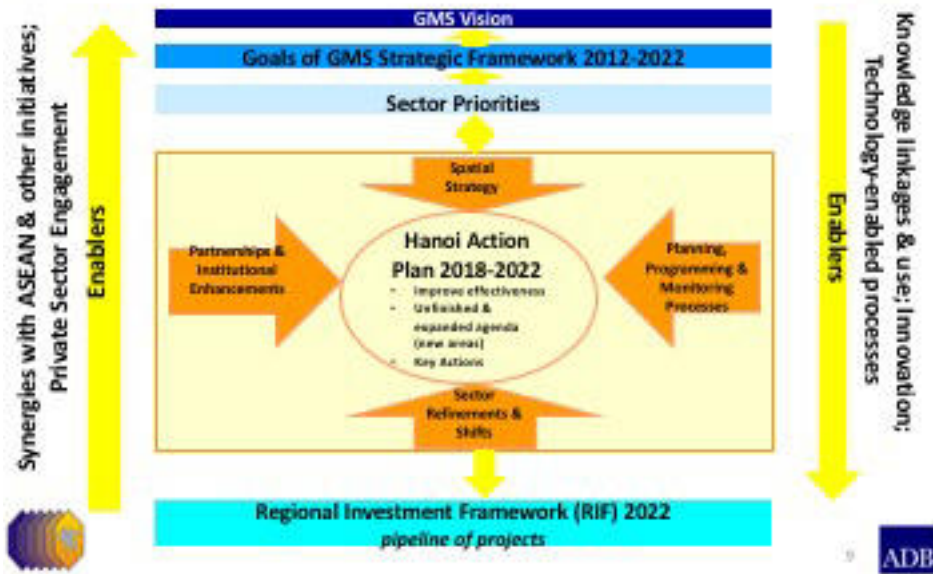 GMS Vision
Goals of GMS Strategic Framework 2012-2022
Sector Priorities
Synergies with ASEAN & other initiatives;
Private Sector Engagement
Enablers
Spatial
Strategy
Partnerships &
Institutional
Enhancements
Hanoi Action
Plan 2018-2022
• Improve effectiveness
• Unfinished &
expanded agenda
(new areas)
• Key Actions
Planning,
Programming &
Monitoring
Processes
Sector
Refinements &
Shifts
Enablers
Knowledge linkages & use; Innovation;
Technology-enabled processes
Regional Investment Framework (RIF) 2022
pipeline of projects
9
ADB